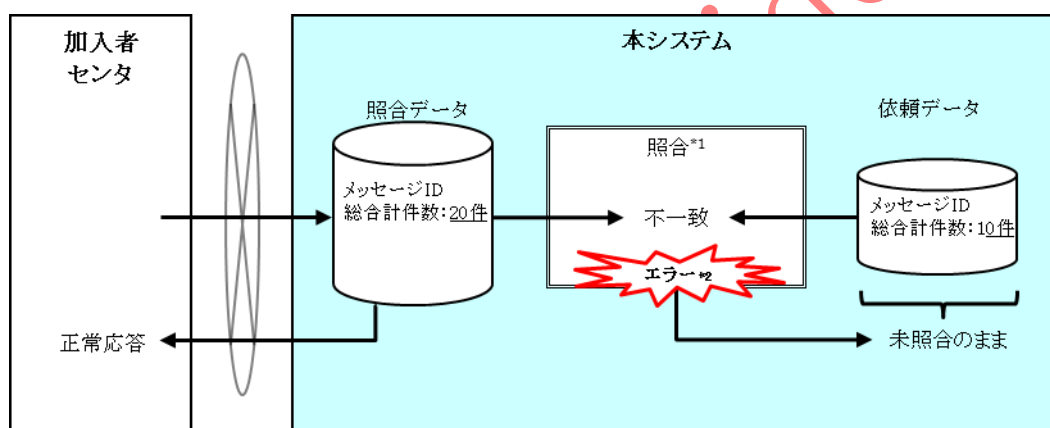 加入者
センタ
本システム
照合データ
依頼データ
照合*1
メッセージID
総合計件数:20件
不一致
メッセージID
総合計件数:10件
エラー*2
正常応答
未照合のまま